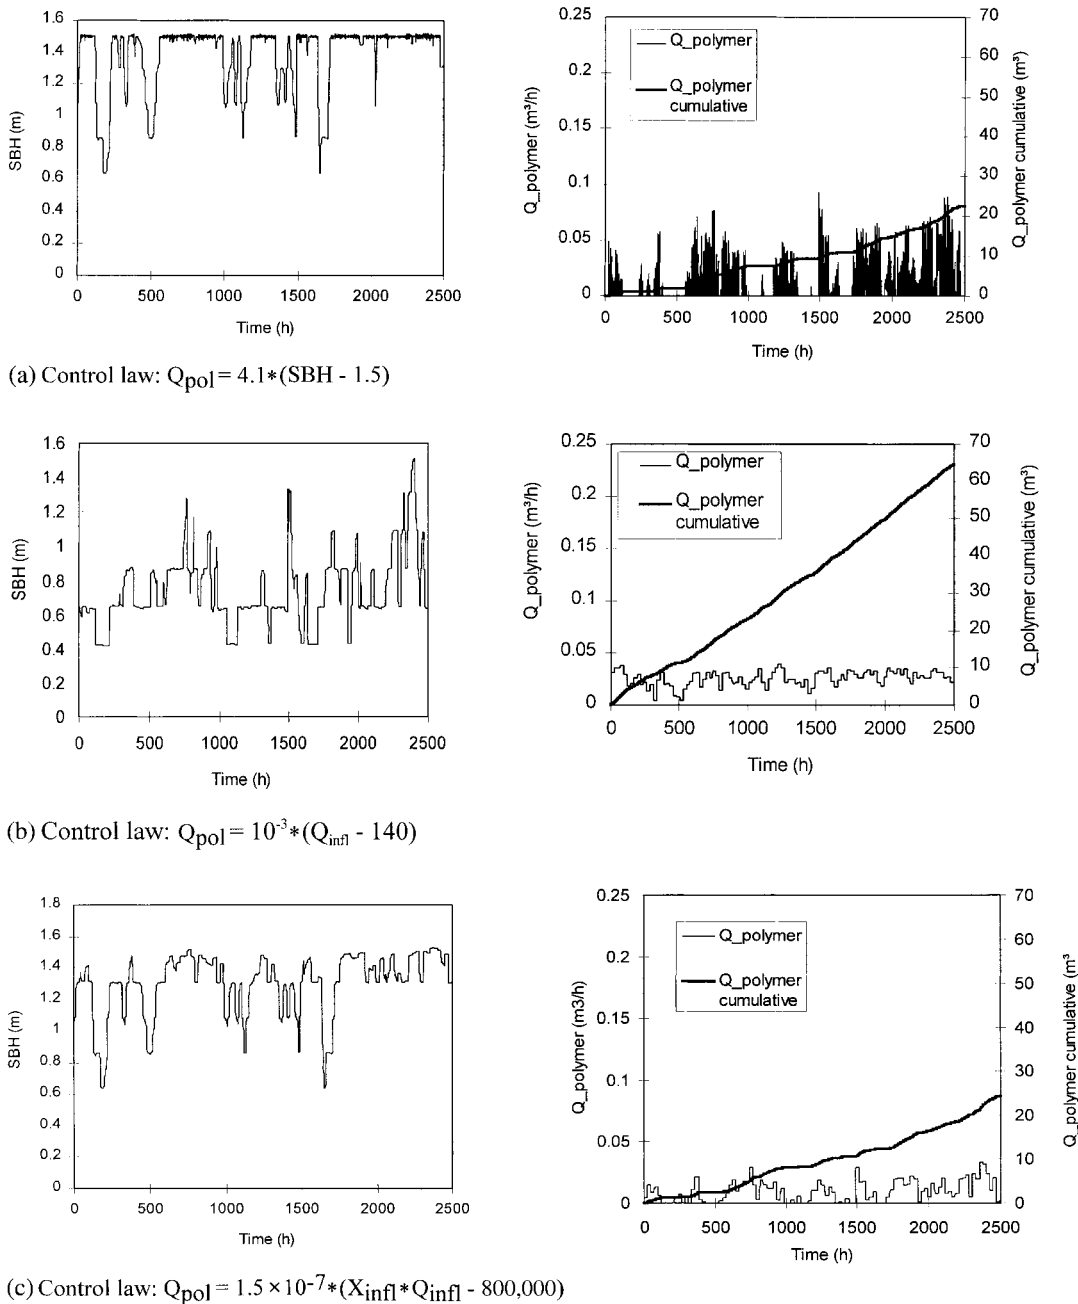 1.6
1.4
1.2
1
0.8
0.6
0.4
0.2
0
SBH (m)
0 500 1000 1500 2000 2500
Time (h)
0.25
0.2
0.15
0.1
0.05
0
Q_polymer (m³/h)
Q_polymer
Q_polymer
cumulative
70
60
50
40
30
20
10
0
Q_polymer cumulative (m³)
0 500 1000 1500 2000 2500
Time (h)
(a) Control law: Qpol = 4.1*(SBH - 1.5)
1.6
1.4
1.2
1
0.8
0.6
0.4
0.2
0
SBH (m)
0 500 1000 1500 2000 2500
Time (h)
0.25
0.2
0.15
0.1
0.05
0
Q_polymer (m³/h)
Q_polymer
Q_polymer
cumulative
70
60
50
40
30
20
10
0
Q_polymer cumulative (m³)
0 500 1000 1500 2000 2500
Time (h)
(b) Control law: Qpol = 10⁻³*(Qinfl - 140)
1.8
1.6
1.4
1.2
1
0.8
0.6
0.4
0.2
0
SBH (m)
0 500 1000 1500 2000 2500
Time (h)
0.25
0.2
0.15
0.1
0.05
0
Q_polymer (m3/h)
Q_polymer
Q_polymer
cumulative
70
60
50
40
30
20
10
0
Q_polymer cumulative (m³
0 500 1000 1500 2000 2500
Time (h)
(c) Control law: Qpol = 1.5×10⁻⁷*(Xinfl*Qinfl - 800,000)